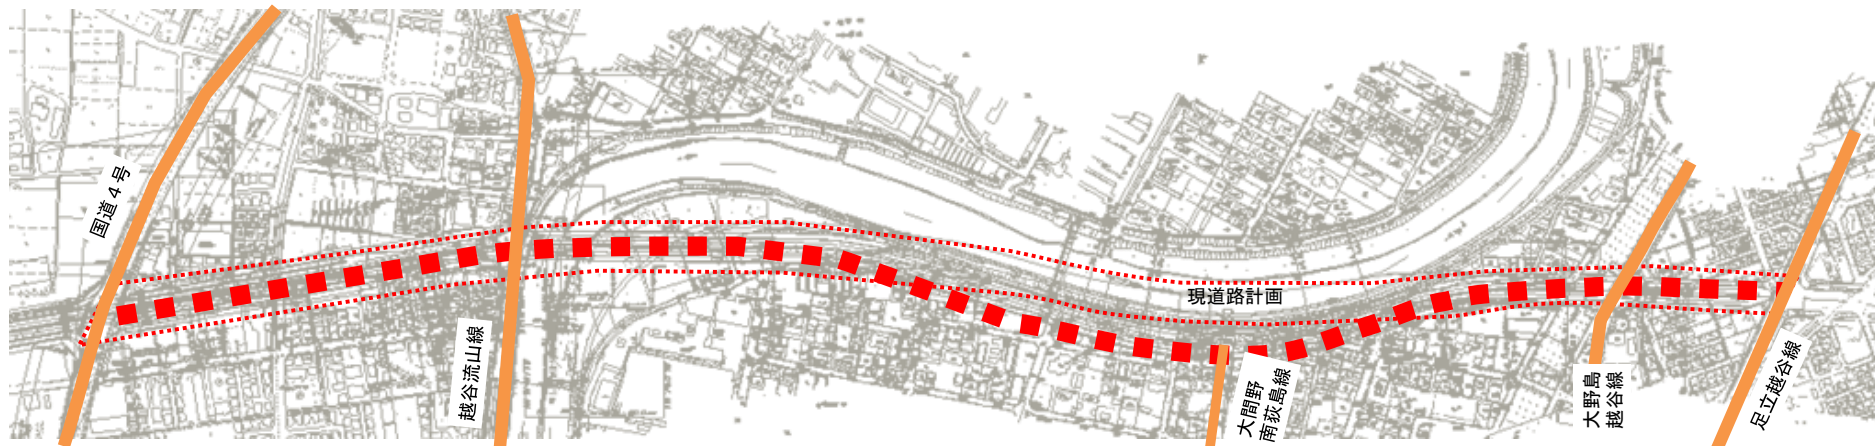 国道４号
越谷流山線
現道路計画
大間野
南荻島線
大野島
越谷線
足立越谷線